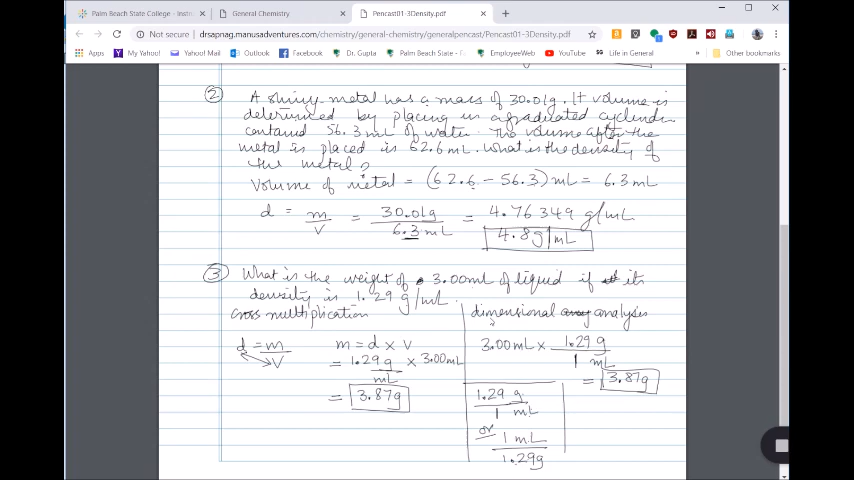 Palm Beach State College - Instr
General Chemistry
Pencast01-3Density.pdf
Not secure | drsapnag.manusadventures.com/chemistry/general-chemistry/generalpencast/Pencast01-3Density.pdf
Apps My Yahoo! Yahoo Mail Outlook Facebook Dr. Gupta Palm Beach State - EmployeeWeb YouTube Life in General Other bookmarks
② A shiny metal has a mass of 30.01g. It volume is
determined by placing in a graduated cylinder
containd 56.3 mL of water. The volume after the
metal is placed is 62.6 mL. What is the density of
the metal?
Volume of metal = (62.6 - 56.3) mL = 6.3 mL
d = m/V = 30.01g/6.3 mL = 4.76349 g/mL
4.8 g/mL
③ What is the weight of 3.00mL of liquid if its
density is 1.29 g/mL.
cross multiplication
d = m/V
m = d x V
= 1.29 g/mL x 3.00mL
= 3.87g
dimensional analysis
3.00 mL x 1.29 g/1 mL
= 3.87g
1.29 g/1 mL
or
1 mL/1.29g